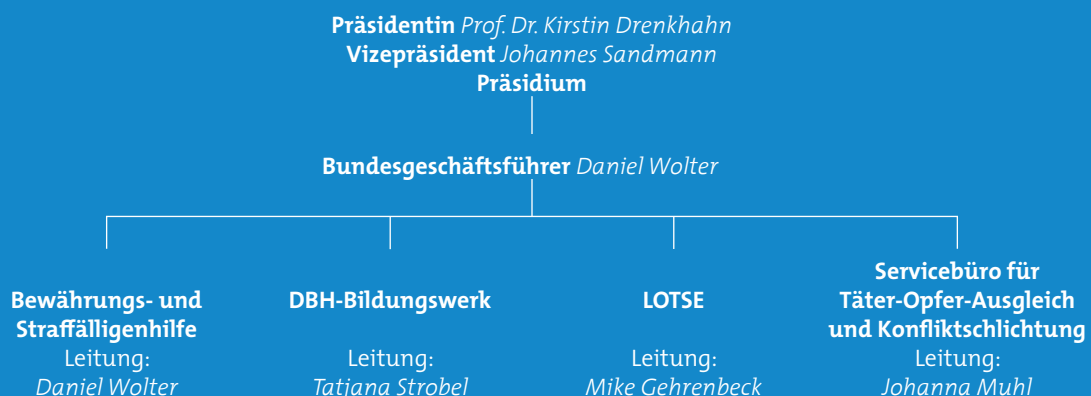 Präsidentin Prof. Dr. Kirstin Drenkhahn
Vizepräsident Johannes Sandmann
Präsidium
Bundesgeschäftsführer Daniel Wolter
Bewährungs- und
Straffälligenhilfe
Leitung:
Daniel Wolter
DBH-Bildungswerk
Leitung:
Tatjana Strobel
LOTSE
Leitung:
Mike Gehrenbeck
Servicebüro für
Täter-Opfer-Ausgleich
und Konfliktschlichtung
Leitung:
Johanna Muhl